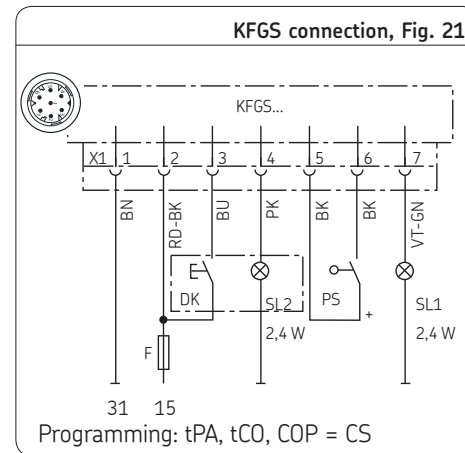 KFGS connection, Fig. 21
KFGS...
X1 1 2 3 4 5 6 7
BN RD-BK BU PK BK BK VT-GN
DK SL2 PS + SL1
2,4 W 2,4 W
F
31 15
Programming: tPA, tCO, COP = CS